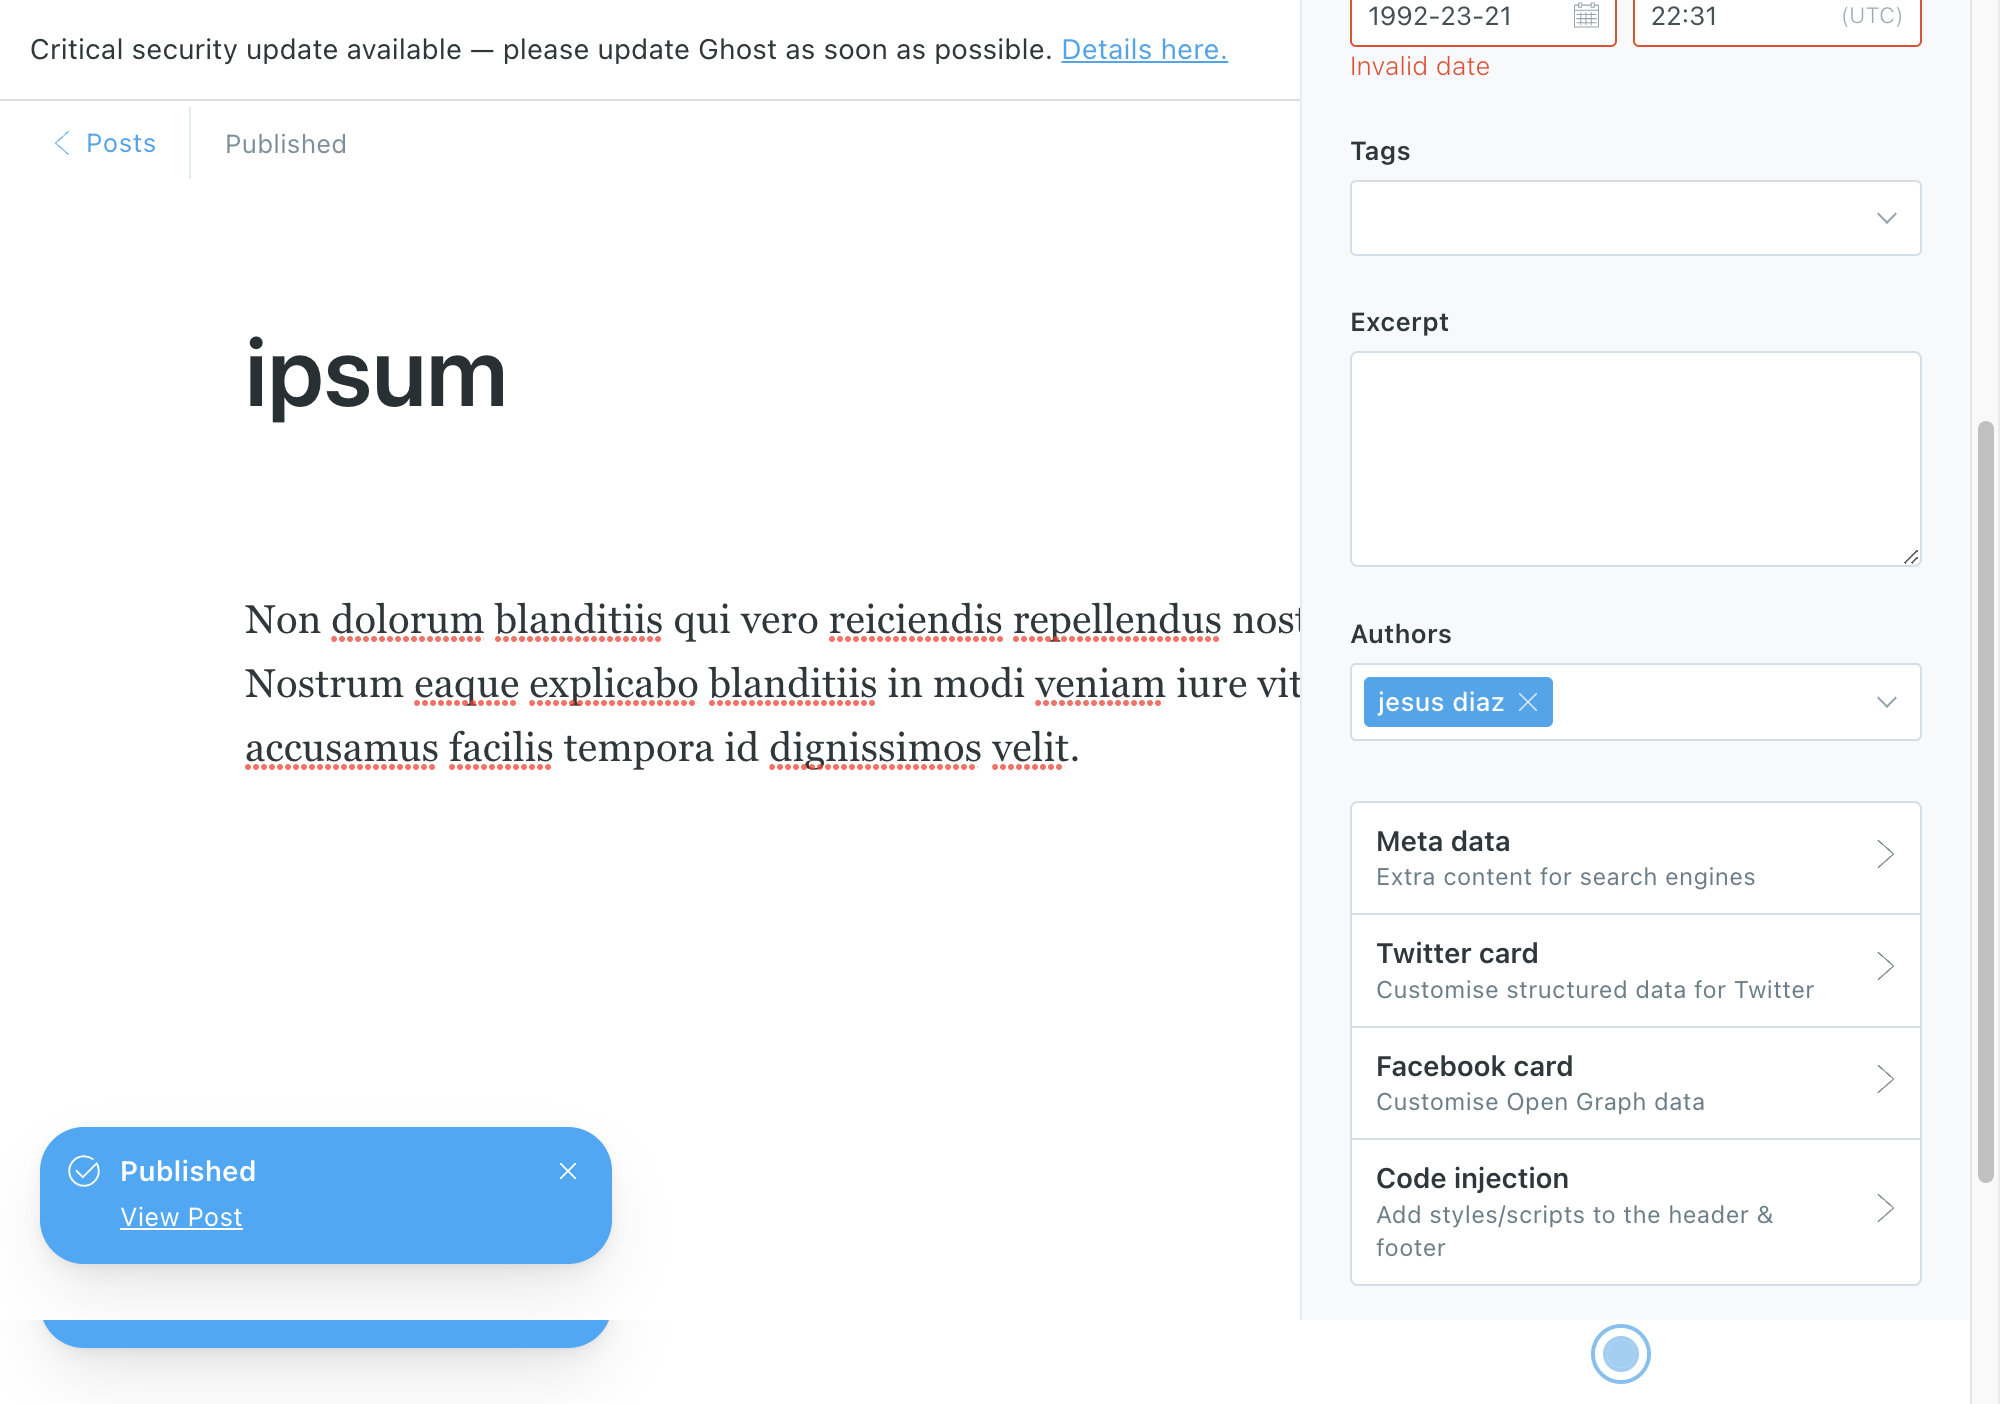 Critical security update available — please update Ghost as soon as possible. Details here.
Posts
Published
ipsum
Non dolorum blanditiis qui vero reiciendis repellendus
Nostrum eaque explicabo blanditiis in modi veniam iure
accusamus facilis tempora id dignissimos velit.
Published
View Post
1992-23-21
22:31 (UTC)
Invalid date
Tags
Excerpt
Authors
jesus diaz
Meta data
Extra content for search engines
Twitter card
Customise structured data for Twitter
Facebook card
Customise Open Graph data
Code injection
Add styles/scripts to the header &
footer